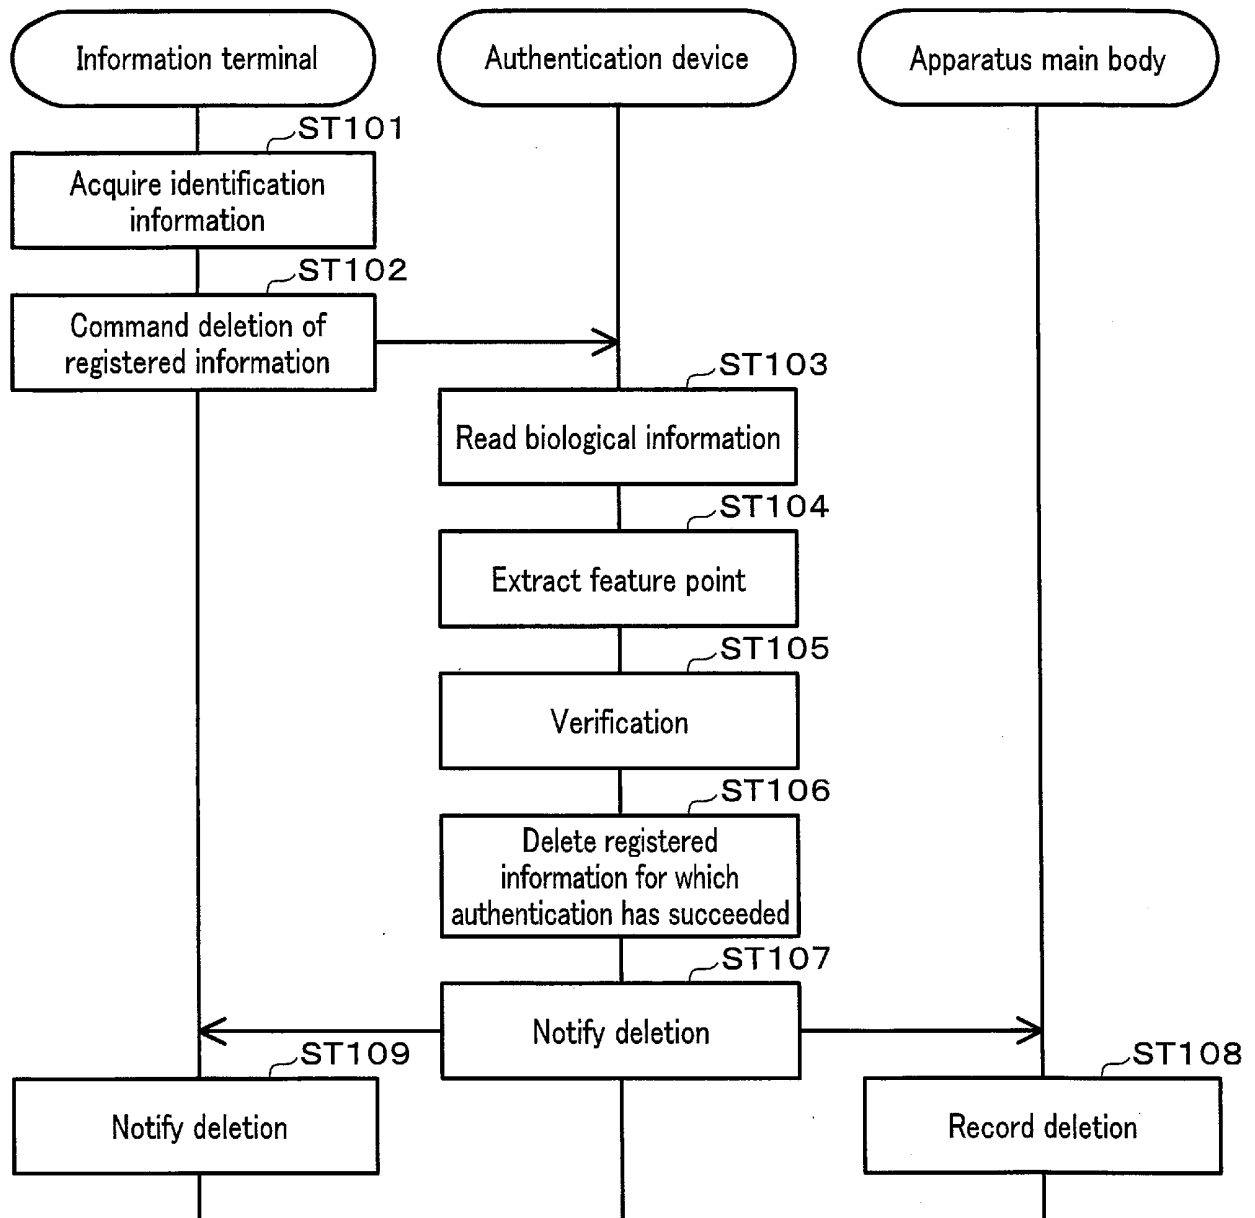 Information terminal
Authentication device
Apparatus main body
ST101
Acquire identification
information
ST102
Command deletion of
registered information
ST103
Read biological information
ST104
Extract feature point
ST105
Verification
ST106
Delete registered
information for which
authentication has succeeded
ST107
Notify deletion
ST109
Notify deletion
ST108
Record deletion